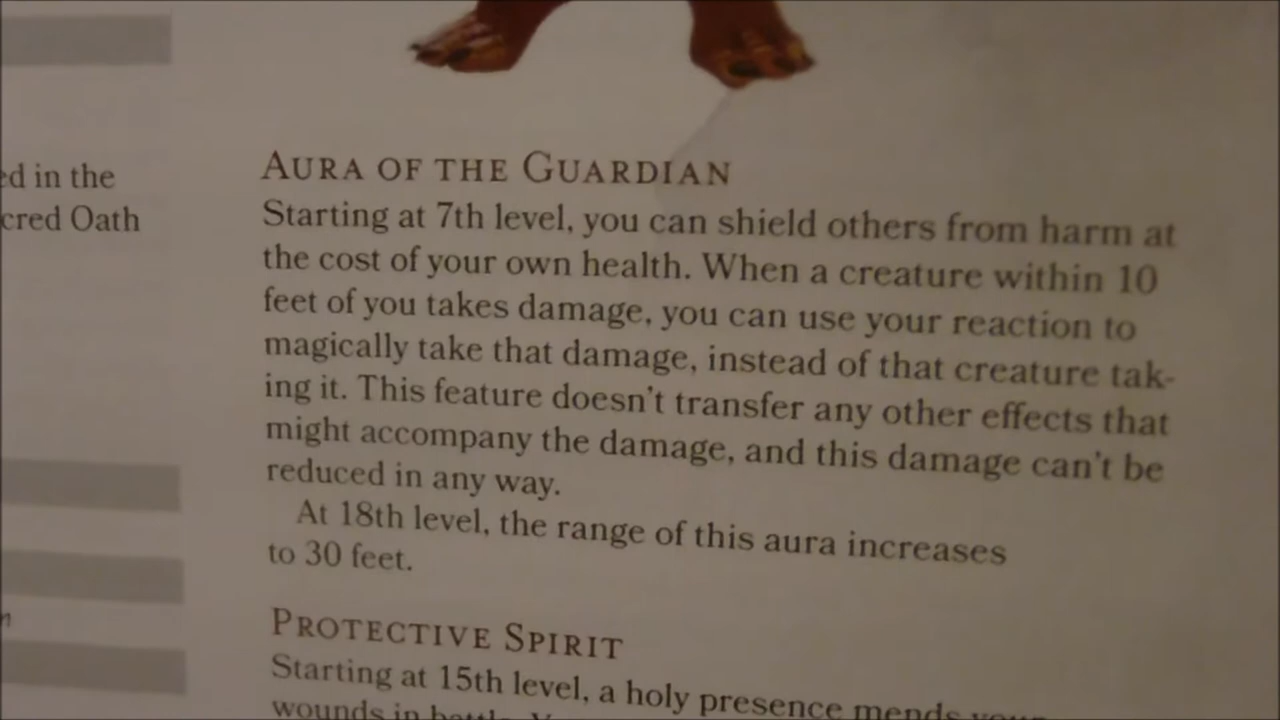 ed in the
cred Oath
n
AURA OF THE GUARDIAN
Starting at 7th level, you can shield others from harm at
the cost of your own health. When a creature within 10
feet of you takes damage, you can use your reaction to
magically take that damage, instead of that creature tak-
ing it. This feature doesn't transfer any other effects that
might accompany the damage, and this damage can't be
reduced in any way.
At 18th level, the range of this aura increases
to 30 feet.
PROTECTIVE SPIRIT
Starting at 15th level, a holy presence mends your
wounds in battle.